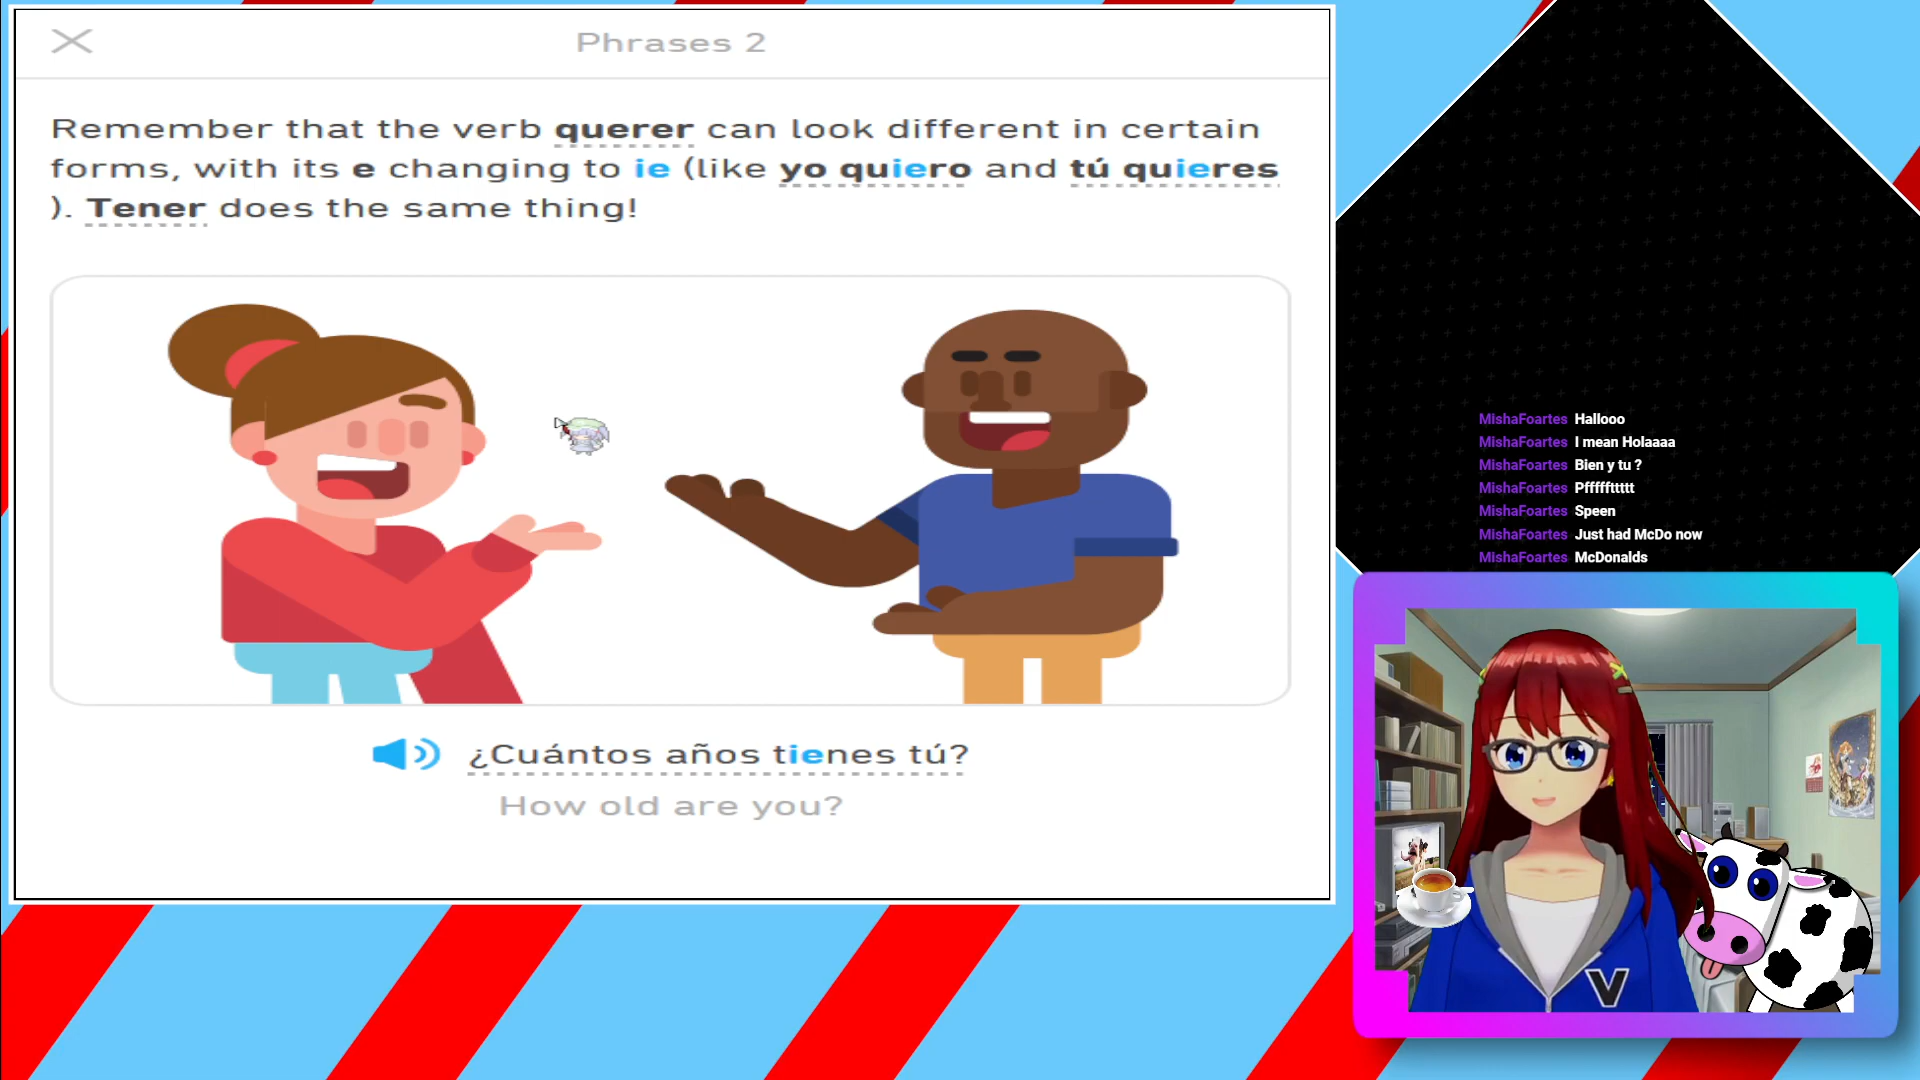 Phrases 2
Remember that the verb querer can look different in certain
forms, with its e changing to ie (like yo quiero and tú quieres
). Tener does the same thing!
¿Cuántos años tienes tú?
How old are you?
MishaFoartes Hallooo
MishaFoartes I mean Holaaaa
MishaFoartes Bien y tu ?
MishaFoartes Pfffffttttt
MishaFoartes Speen
MishaFoartes Just had McDo now
MishaFoartes McDonalds
V